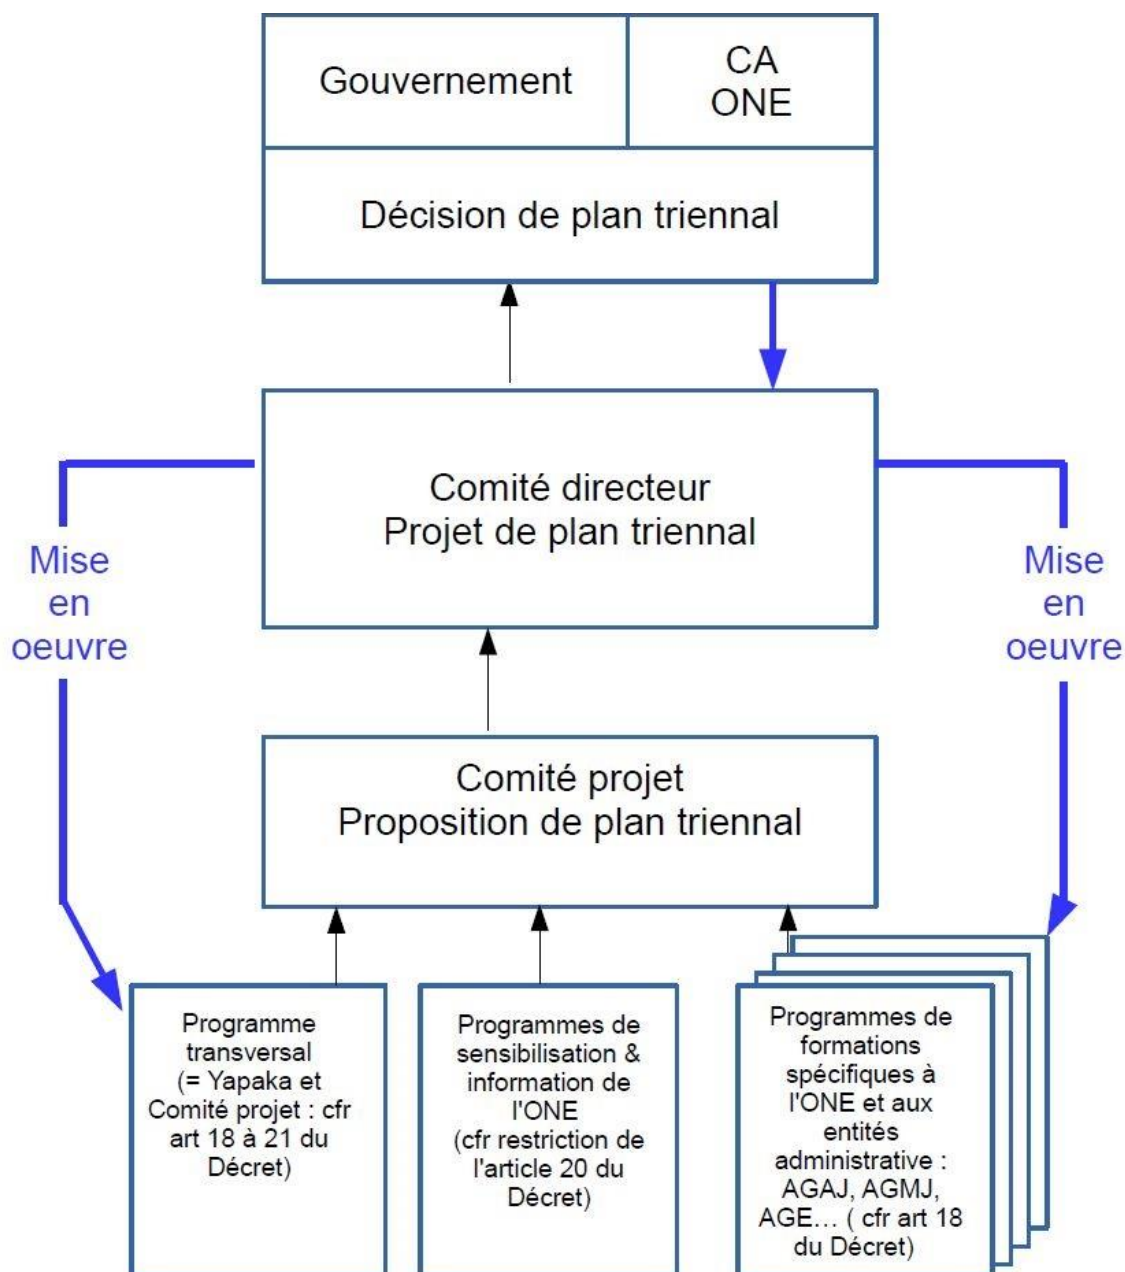 Gouvernement
CA
ONE
Décision de plan triennal
Comité directeur
Projet de plan triennal
Mise
en
oeuvre
Mise
en
oeuvre
Comité projet
Proposition de plan triennal
Programme
transversal
(= Yapaka et
Comité projet : cfr
art 18 à 21 du
Décret)
Programmes de
sensibilisation &
information de
l'ONE
(cfr restriction de
l'article 20 du
Décret)
Programmes de
formations
spécifiques à
l'ONE et aux
entités
administrative :
AGAJ, AGMJ,
AGE… ( cfr art 18
du Décret)